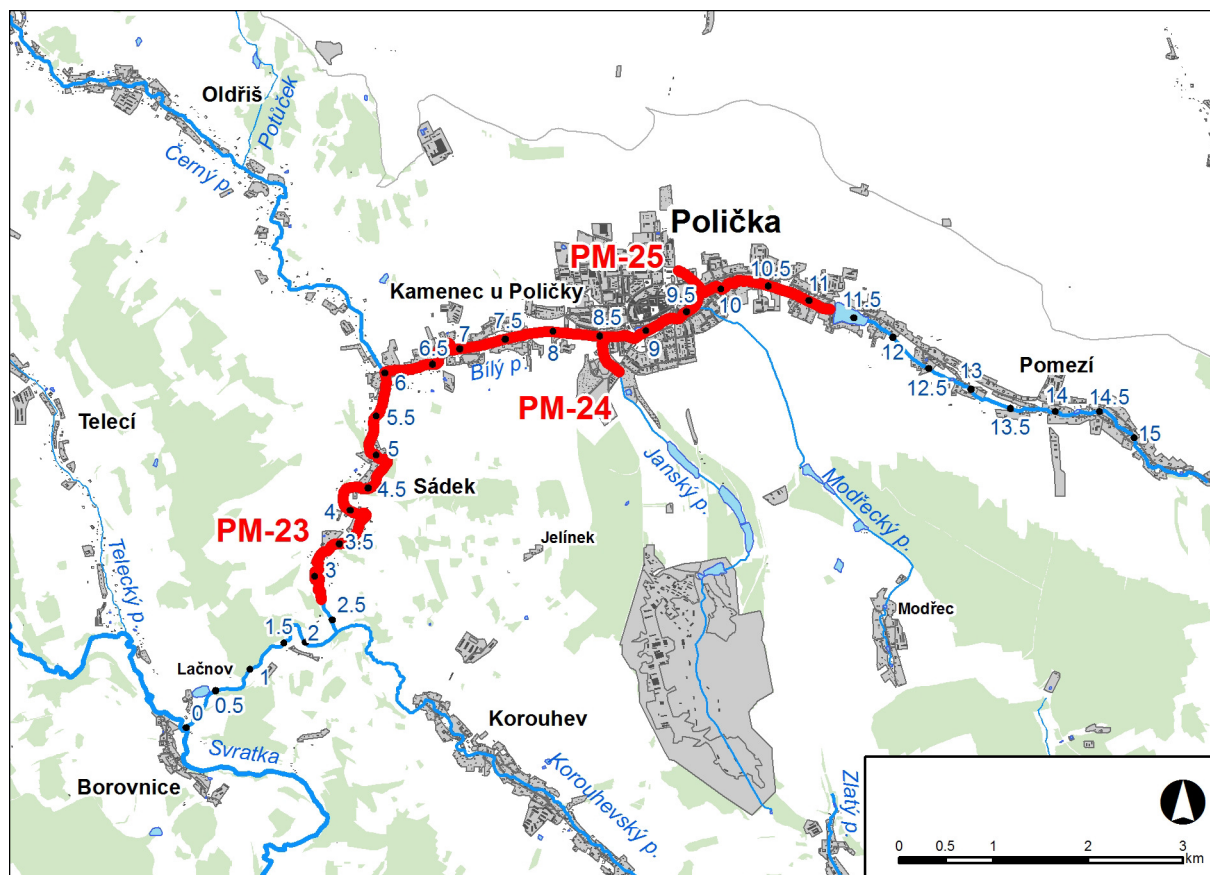 Oldřiš
Potůček
Černý p.
Polička
PM-25
Kamenec u Poličky
10.5
11
9.5
10
11.5
8.5
7.5
7
8
9
12
6.5
Bílý p.
6
12.5
13
Pomezí
14
14.5
13.5
15
PM-24
Telecí
5.5
5
Janský p.
Modřecký p.
4.5
Sádek
4
PM-23
3.5
Jelínek
3
Telecký p.
2.5
Modřec
1.5
2
Lačnov
1
0.5
0
Korouhev
Svratka
Borovnice
Korouhevský p.
Zlatý p.
0 0.5 1 2 3
km